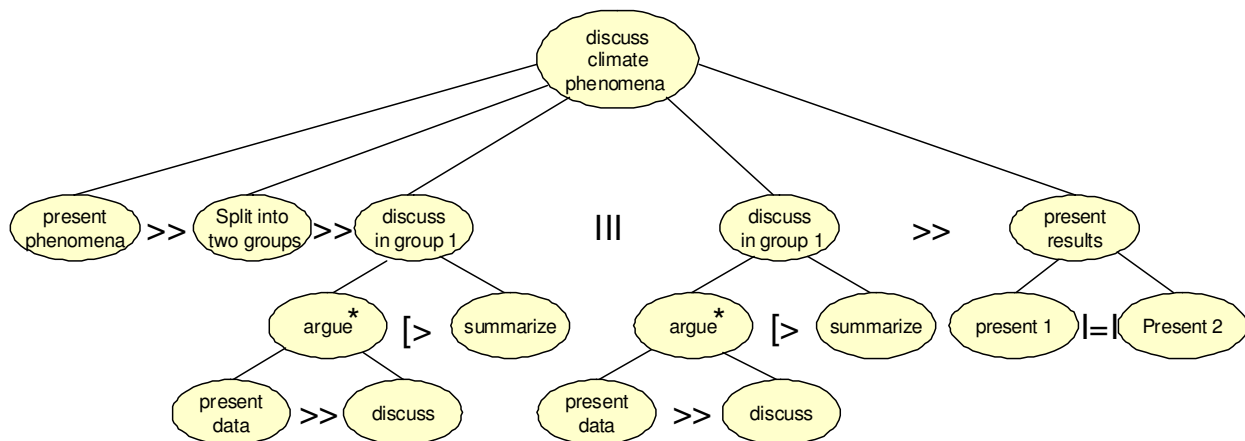 discuss
climate
phenomena
present
phenomena
>>
Split into
two groups
>>
discuss
in group 1
|||
discuss
in group 1
>>
present
results
argue*
[>
summarize
argue*
[>
summarize
present 1
|=|
Present 2
present
data
>>
discuss
present
data
>>
discuss